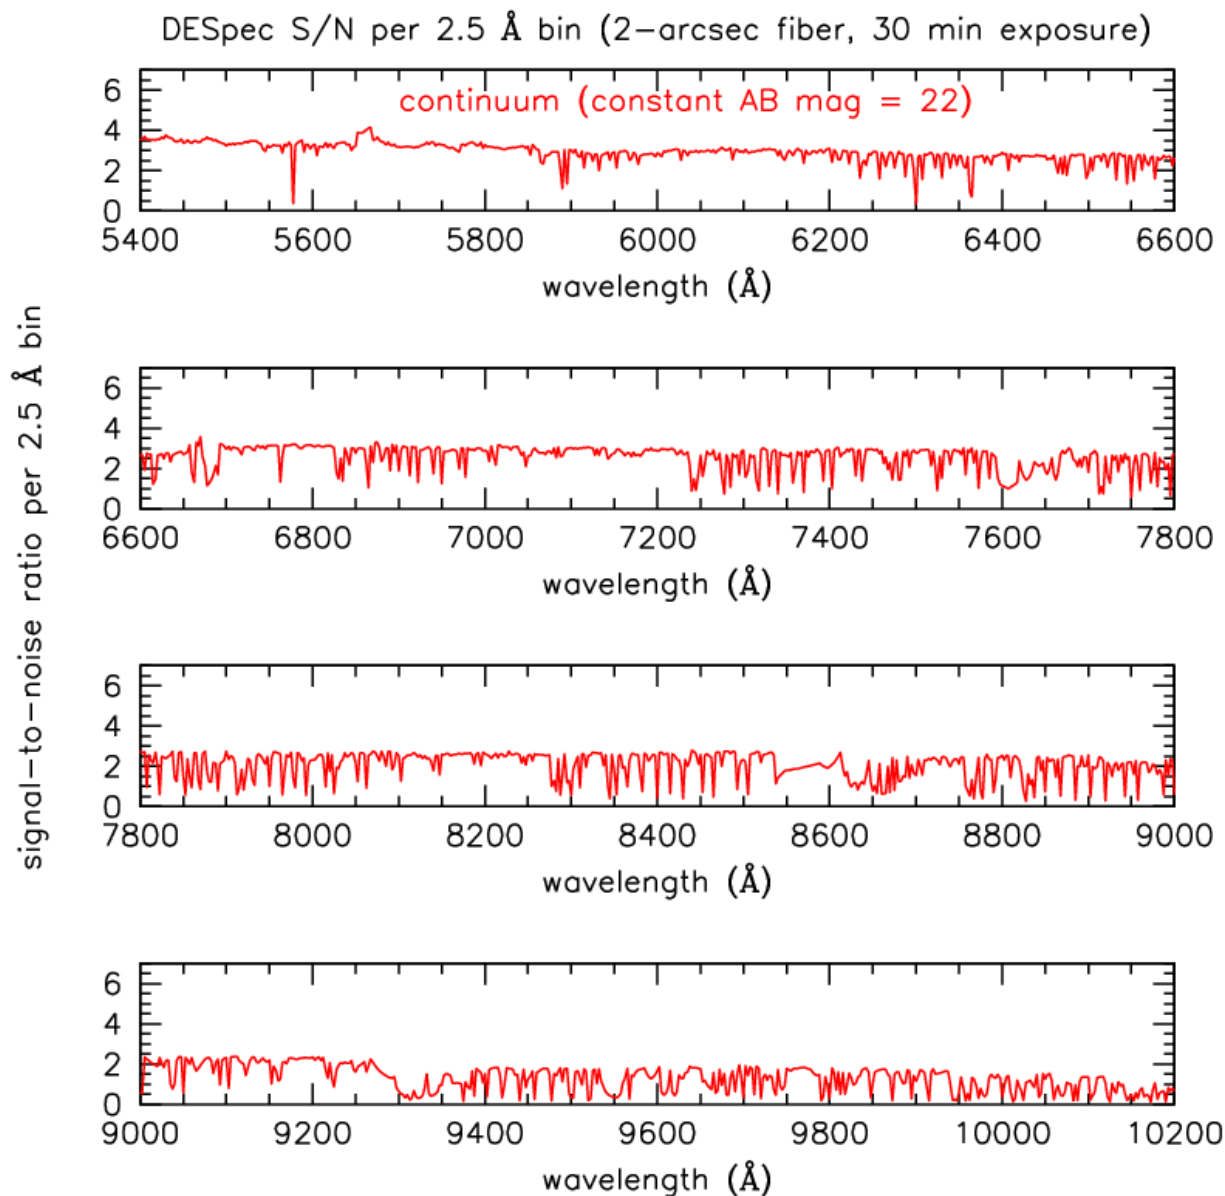 DESpec S/N per 2.5 Å bin (2-arcsec fiber, 30 min exposure)
continuum (constant AB mag = 22)
6
4
2
0
5400 5600 5800 6000 6200 6400 6600
wavelength (Å)
signal-to-noise ratio per 2.5 Å bin
6
4
2
0
6600 6800 7000 7200 7400 7600 7800
wavelength (Å)
6
4
2
0
7800 8000 8200 8400 8600 8800 9000
wavelength (Å)
6
4
2
0
9000 9200 9400 9600 9800 10000 10200
wavelength (Å)